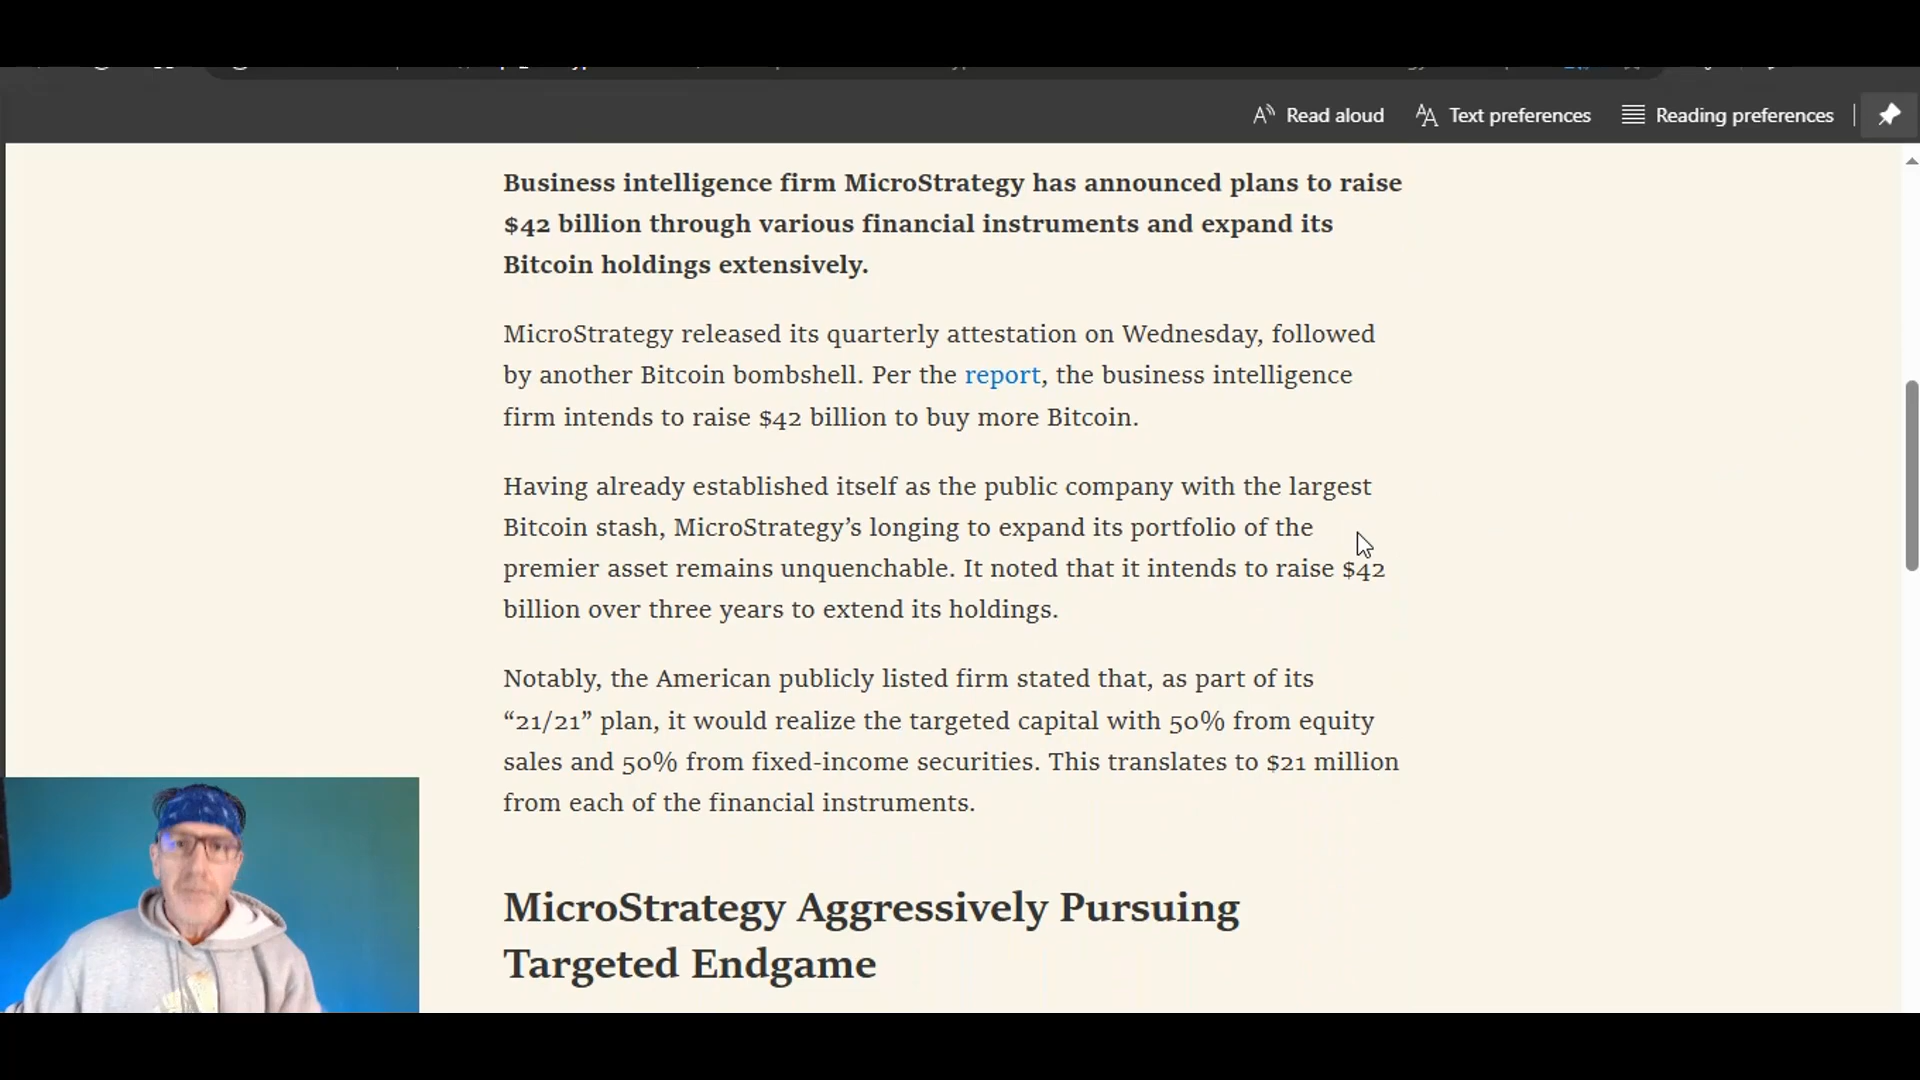 Read aloud Text preferences Reading preferences
Business intelligence firm MicroStrategy has announced plans to raise
$42 billion through various financial instruments and expand its
Bitcoin holdings extensively.
MicroStrategy released its quarterly attestation on Wednesday, followed
by another Bitcoin bombshell. Per the report, the business intelligence
firm intends to raise $42 billion to buy more Bitcoin.
Having already established itself as the public company with the largest
Bitcoin stash, MicroStrategy’s longing to expand its portfolio of the
premier asset remains unquenchable. It noted that it intends to raise $42
billion over three years to extend its holdings.
Notably, the American publicly listed firm stated that, as part of its
“21/21” plan, it would realize the targeted capital with 50% from equity
sales and 50% from fixed-income securities. This translates to $21 million
from each of the financial instruments.
MicroStrategy Aggressively Pursuing
Targeted Endgame